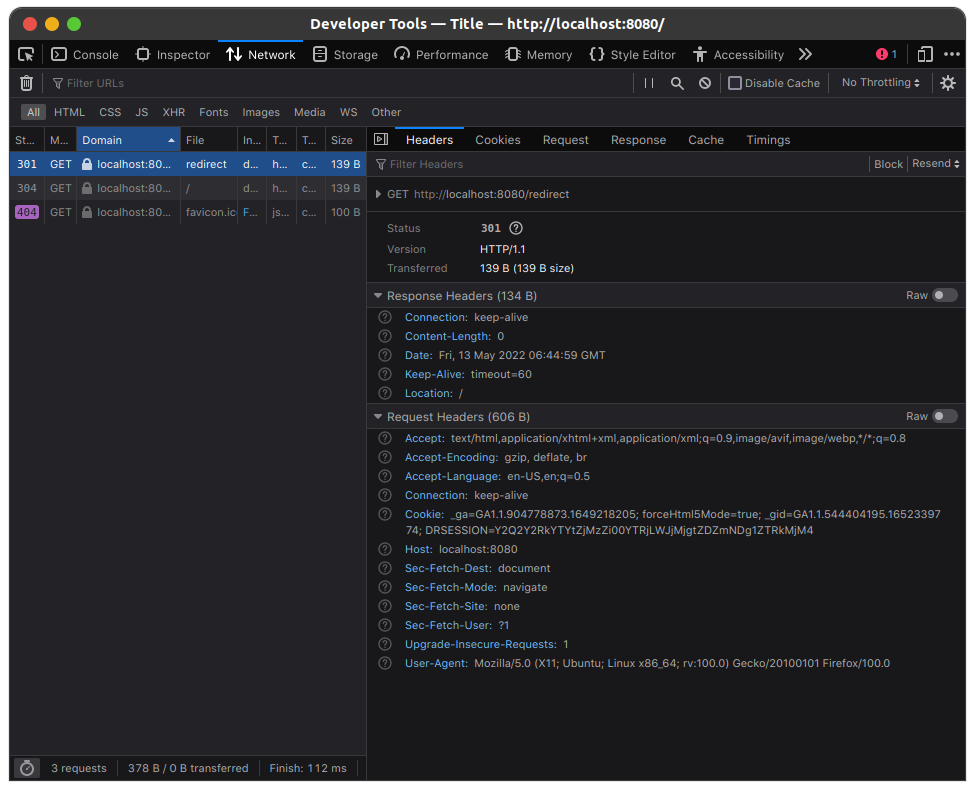 Developer Tools — Title — http://localhost:8080/
Console Inspector Network Storage Performance Memory Style Editor Accessibility 1
Filter URLs Disable Cache No Throttling
All HTML CSS JS XHR Fonts Images Media WS Other
St... M... Domain File In... T... T... Size
301 GET localhost:80... redirect d... h... c... 139 B
304 GET localhost:80... / d... h... c... 139 B
404 GET localhost:80... favicon.ic F... js... c... 100 B
Headers Cookies Request Response Cache Timings
Filter Headers Block Resend
GET http://localhost:8080/redirect
Status 301
Version HTTP/1.1
Transferred 139 B (139 B size)
Response Headers (134 B) Raw
Connection: keep-alive
Content-Length: 0
Date: Fri, 13 May 2022 06:44:59 GMT
Keep-Alive: timeout=60
Location: /
Request Headers (606 B) Raw
Accept: text/html,application/xhtml+xml,application/xml;q=0.9,image/avif,image/webp,*/*;q=0.8
Accept-Encoding: gzip, deflate, br
Accept-Language: en-US,en;q=0.5
Connection: keep-alive
Cookie: _ga=GA1.1.904778873.1649218205; forceHtml5Mode=true; _gid=GA1.1.544404195.16523397
74; DRSESSION=Y2Q2Y2RkYTYtZjMzZi00YTRjLWJjMjgtZDZmNDg1ZTRkMjM4
Host: localhost:8080
Sec-Fetch-Dest: document
Sec-Fetch-Mode: navigate
Sec-Fetch-Site: none
Sec-Fetch-User: ?1
Upgrade-Insecure-Requests: 1
User-Agent: Mozilla/5.0 (X11; Ubuntu; Linux x86_64; rv:100.0) Gecko/20100101 Firefox/100.0
3 requests 378 B / 0 B transferred Finish: 112 ms